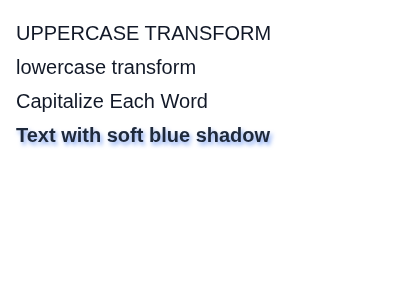 UPPERCASE TRANSFORM
lowercase transform
Capitalize Each Word
Text with soft blue shadow